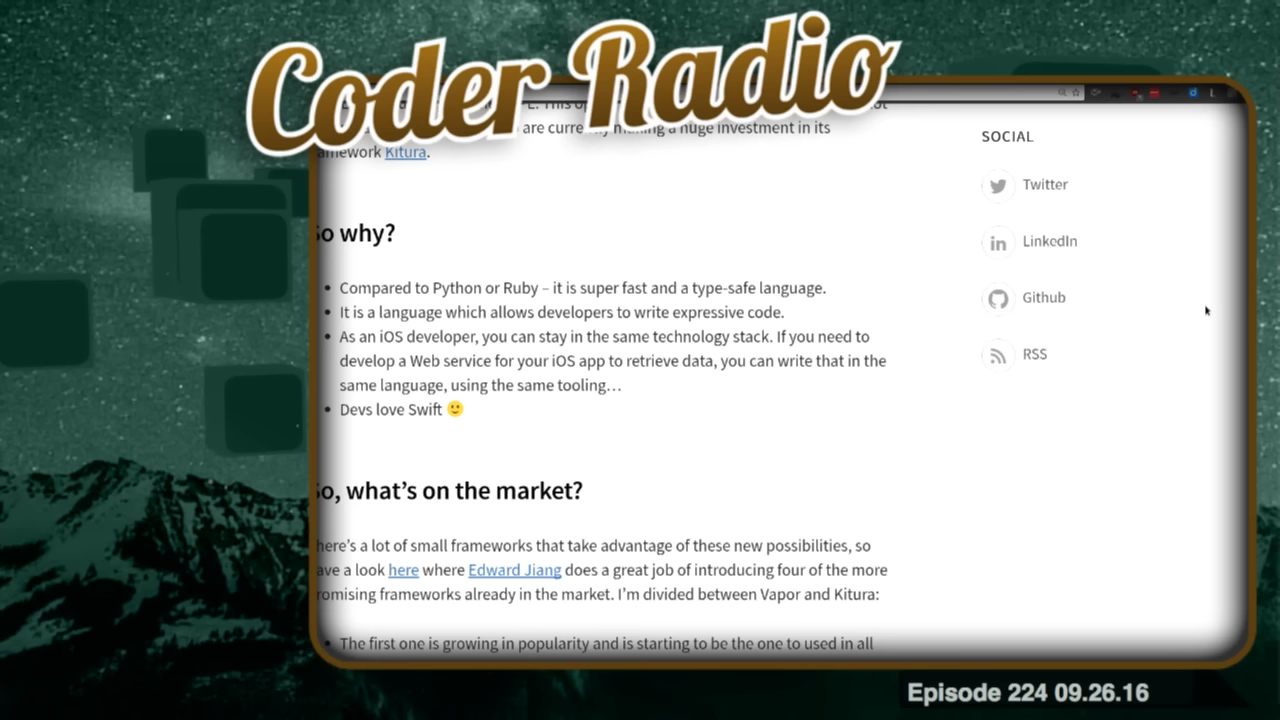 Coder Radio
are currently making a huge investment in its
Kitura.
So why?
• Compared to Python or Ruby – it is super fast and a type-safe language.
• It is a language which allows developers to write expressive code.
• As an iOS developer, you can stay in the same technology stack. If you need to
develop a Web service for your iOS app to retrieve data, you can write that in the
same language, using the same tooling…
• Devs love Swift 🙂
So, what’s on the market?
here’s a lot of small frameworks that take advantage of these new possibilities, so
ave a look here where Edward Jiang does a great job of introducing four of the more
romising frameworks already in the market. I’m divided between Vapor and Kitura:
• The first one is growing in popularity and is starting to be the one to used in all
SOCIAL
Twitter
LinkedIn
Github
RSS
Episode 224 09.26.16